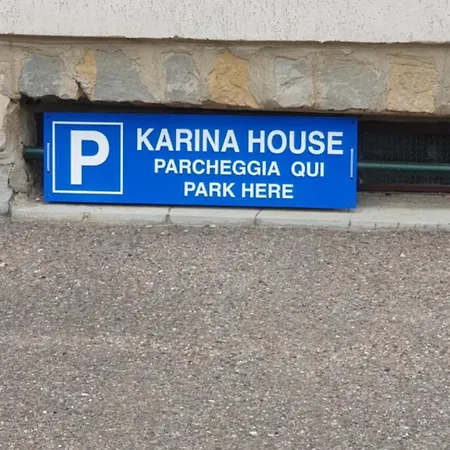 P
KARINA HOUSE
PARCHEGGIA QUI
PARK HERE